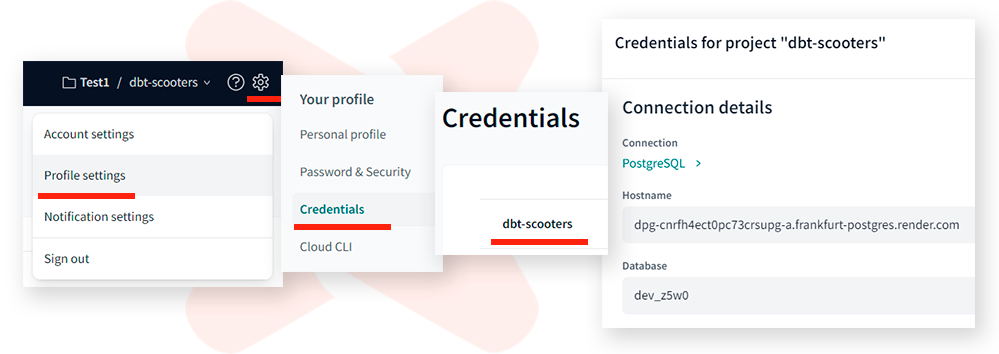 Test1 / dbt-scooters
Account settings
Profile settings
Notification settings
Sign out
Your profile
Personal profile
Password & Security
Credentials
Cloud CLI
Credentials
dbt-scooters
Credentials for project "dbt-scooters"
Connection details
Connection
PostgreSQL >
Hostname
dpg-cnrfh4ect0pc73crsupg-a.frankfurt-postgres.render.com
Database
dev_z5w0